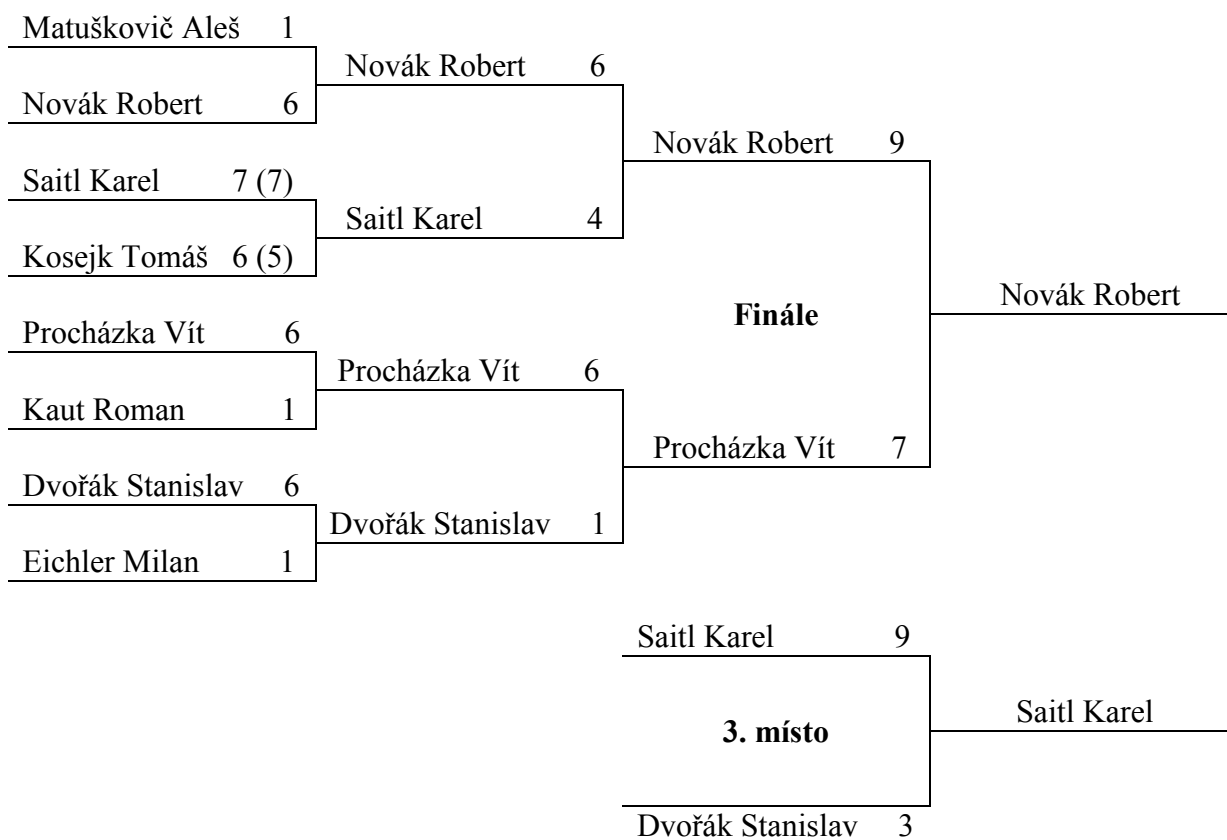 Matuškovič Aleš 1
Novák Robert 6
Novák Robert 6
Novák Robert 9
Saitl Karel 7 (7)
Saitl Karel 4
Kosejk Tomáš 6 (5)
Finále
Novák Robert
Procházka Vít 6
Procházka Vít 6
Kaut Roman 1
Procházka Vít 7
Dvořák Stanislav 6
Dvořák Stanislav 1
Eichler Milan 1
Saitl Karel 9
3. místo
Saitl Karel
Dvořák Stanislav 3